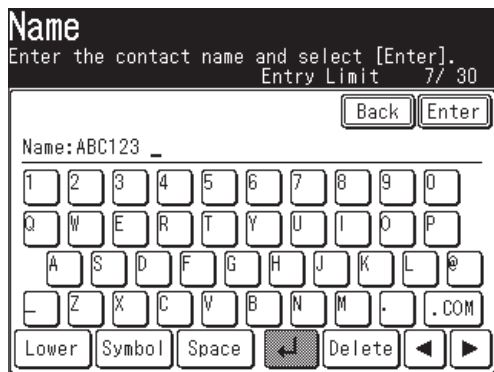 Name
Enter the contact name and select [Enter].
Entry Limit 7/ 30
Back Enter
Name:ABC123 _
1 2 3 4 5 6 7 8 9 0
Q W E R T Y U I O P
A S D F G H J K L @
_ Z X C V B N M . .COM
Lower Symbol Space ↵ Delete ◀ ▶